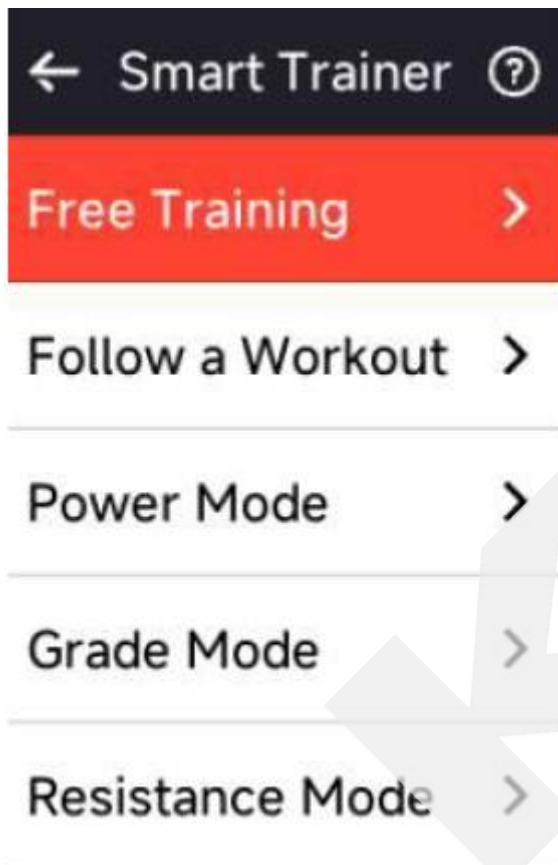 Smart Trainer
Free Training
Follow a Workout
Power Mode
Grade Mode
Resistance Mode